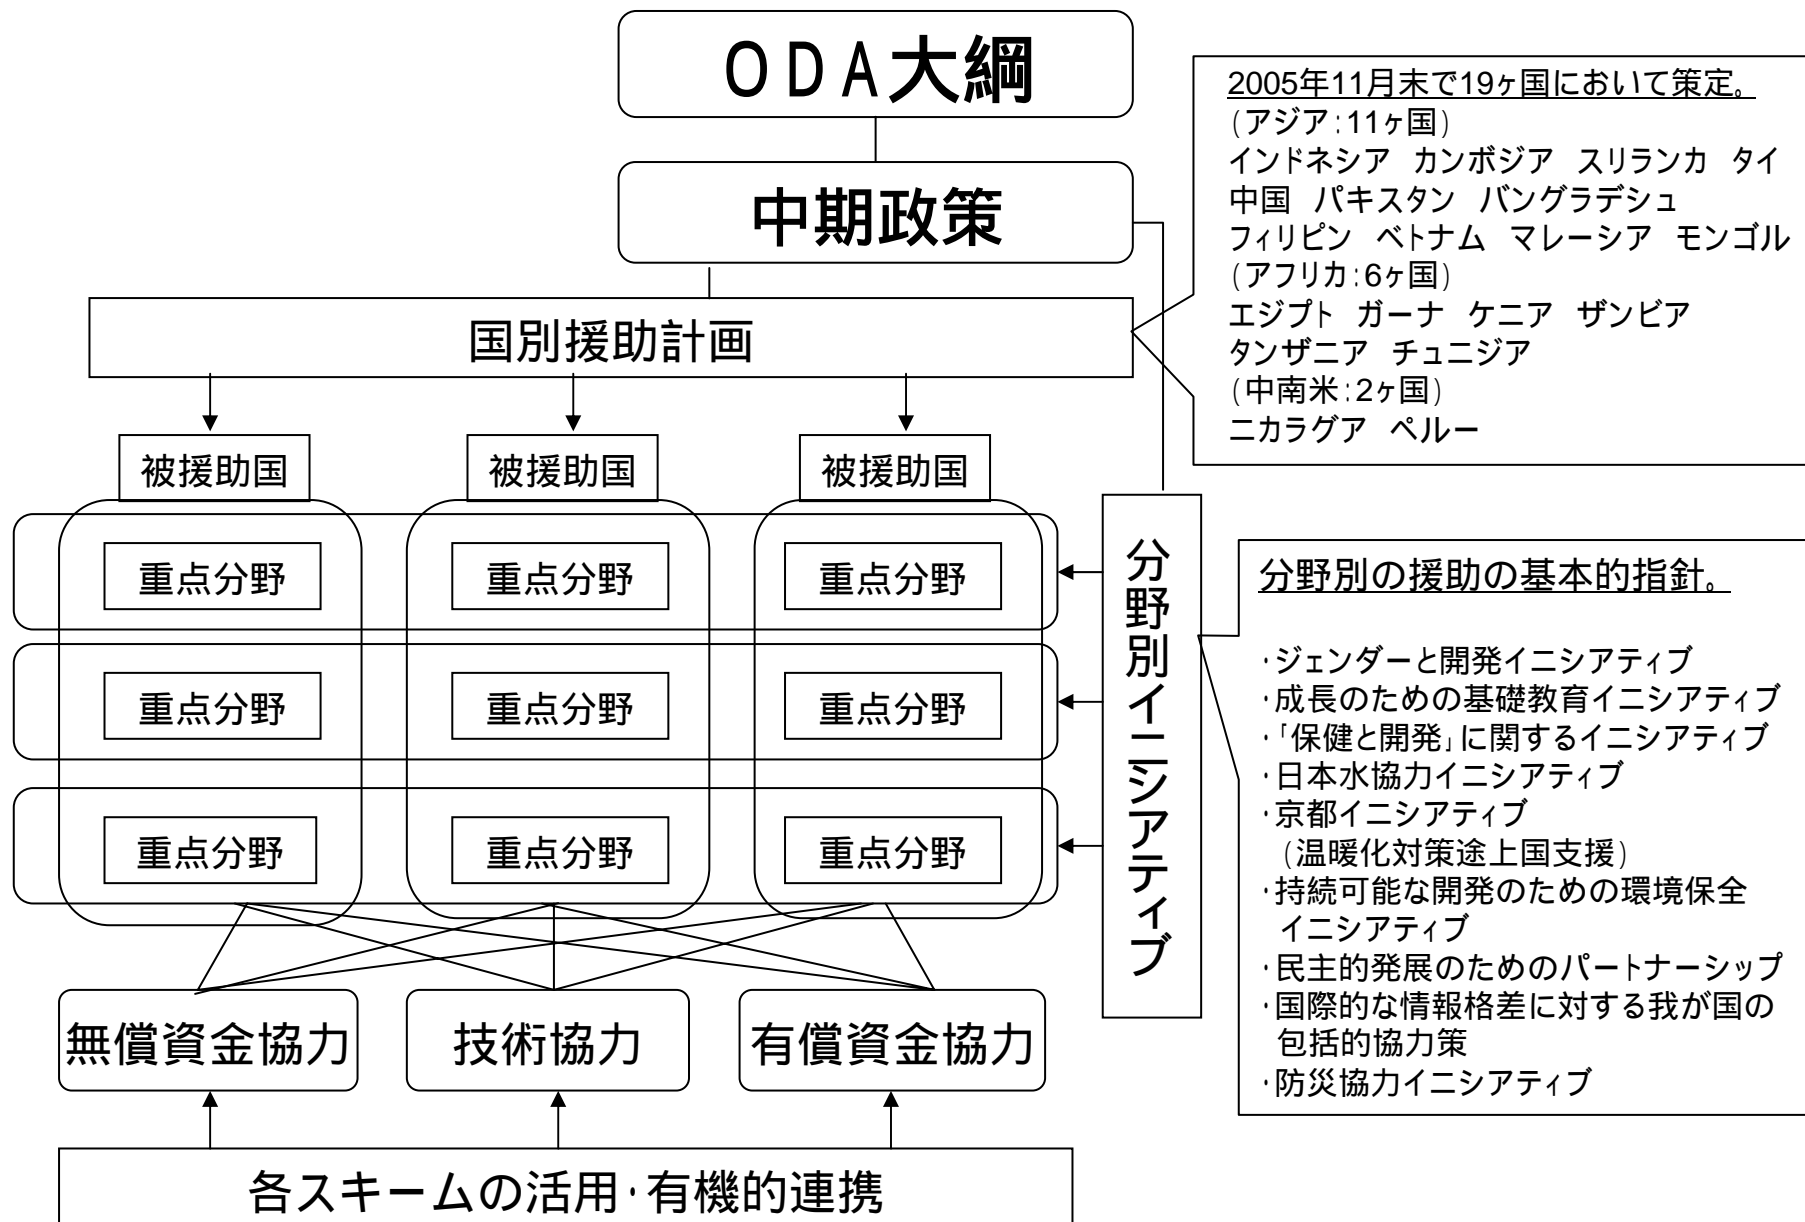 ODA大綱
中期政策
国別援助計画
2005年11月末で19ヶ国において策定。
(アジア:11ヶ国)
インドネシア カンボジア スリランカ タイ
中国 パキスタン バングラデシュ
フィリピン ベトナム マレーシア モンゴル
(アフリカ:6ヶ国)
エジプト ガーナ ケニア ザンビア
タンザニア チュニジア
(中南米:2ヶ国)
ニカラグア ペルー
被援助国 被援助国 被援助国
重点分野 重点分野 重点分野
重点分野 重点分野 重点分野
重点分野 重点分野 重点分野
分野別イニシアティブ
分野別の援助の基本的指針。
・ジェンダーと開発イニシアティブ
・成長のための基礎教育イニシアティブ
・「保健と開発」に関するイニシアティブ
・日本水協力イニシアティブ
・京都イニシアティブ
(温暖化対策途上国支援)
・持続可能な開発のための環境保全
イニシアティブ
・民主的発展のためのパートナーシップ
・国際的な情報格差に対する我が国の
包括的協力策
・防災協力イニシアティブ
無償資金協力 技術協力 有償資金協力
各スキームの活用・有機的連携